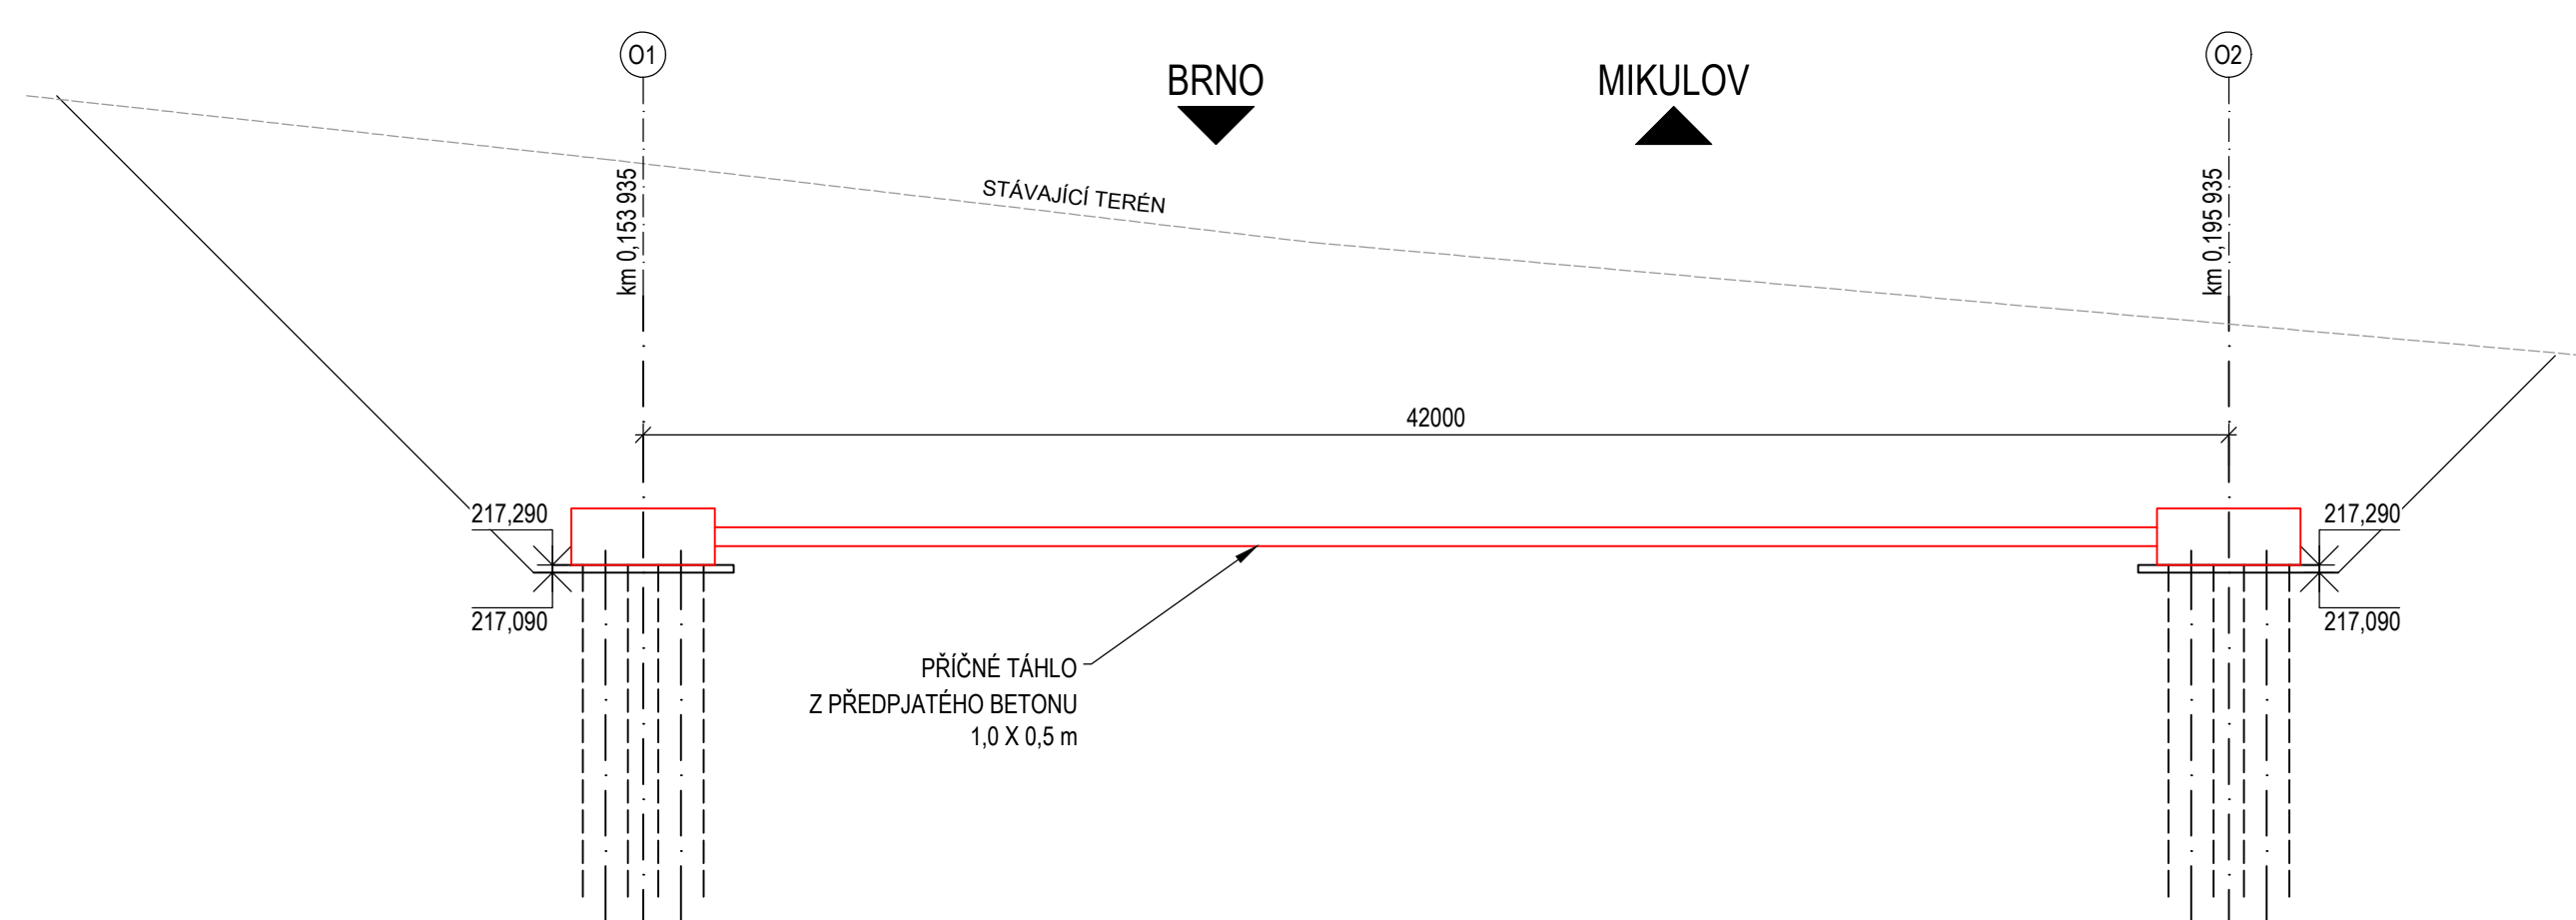 O1
BRNO
MIKULOV
O2
km 0,153 935
STÁVAJÍCÍ TERÉN
km 0,195 935
42000
217,290
217,290
217,090
217,090
PŘÍČNÉ TÁHLO
Z PŘEDPJATÉHO BETONU
1,0 X 0,5 m